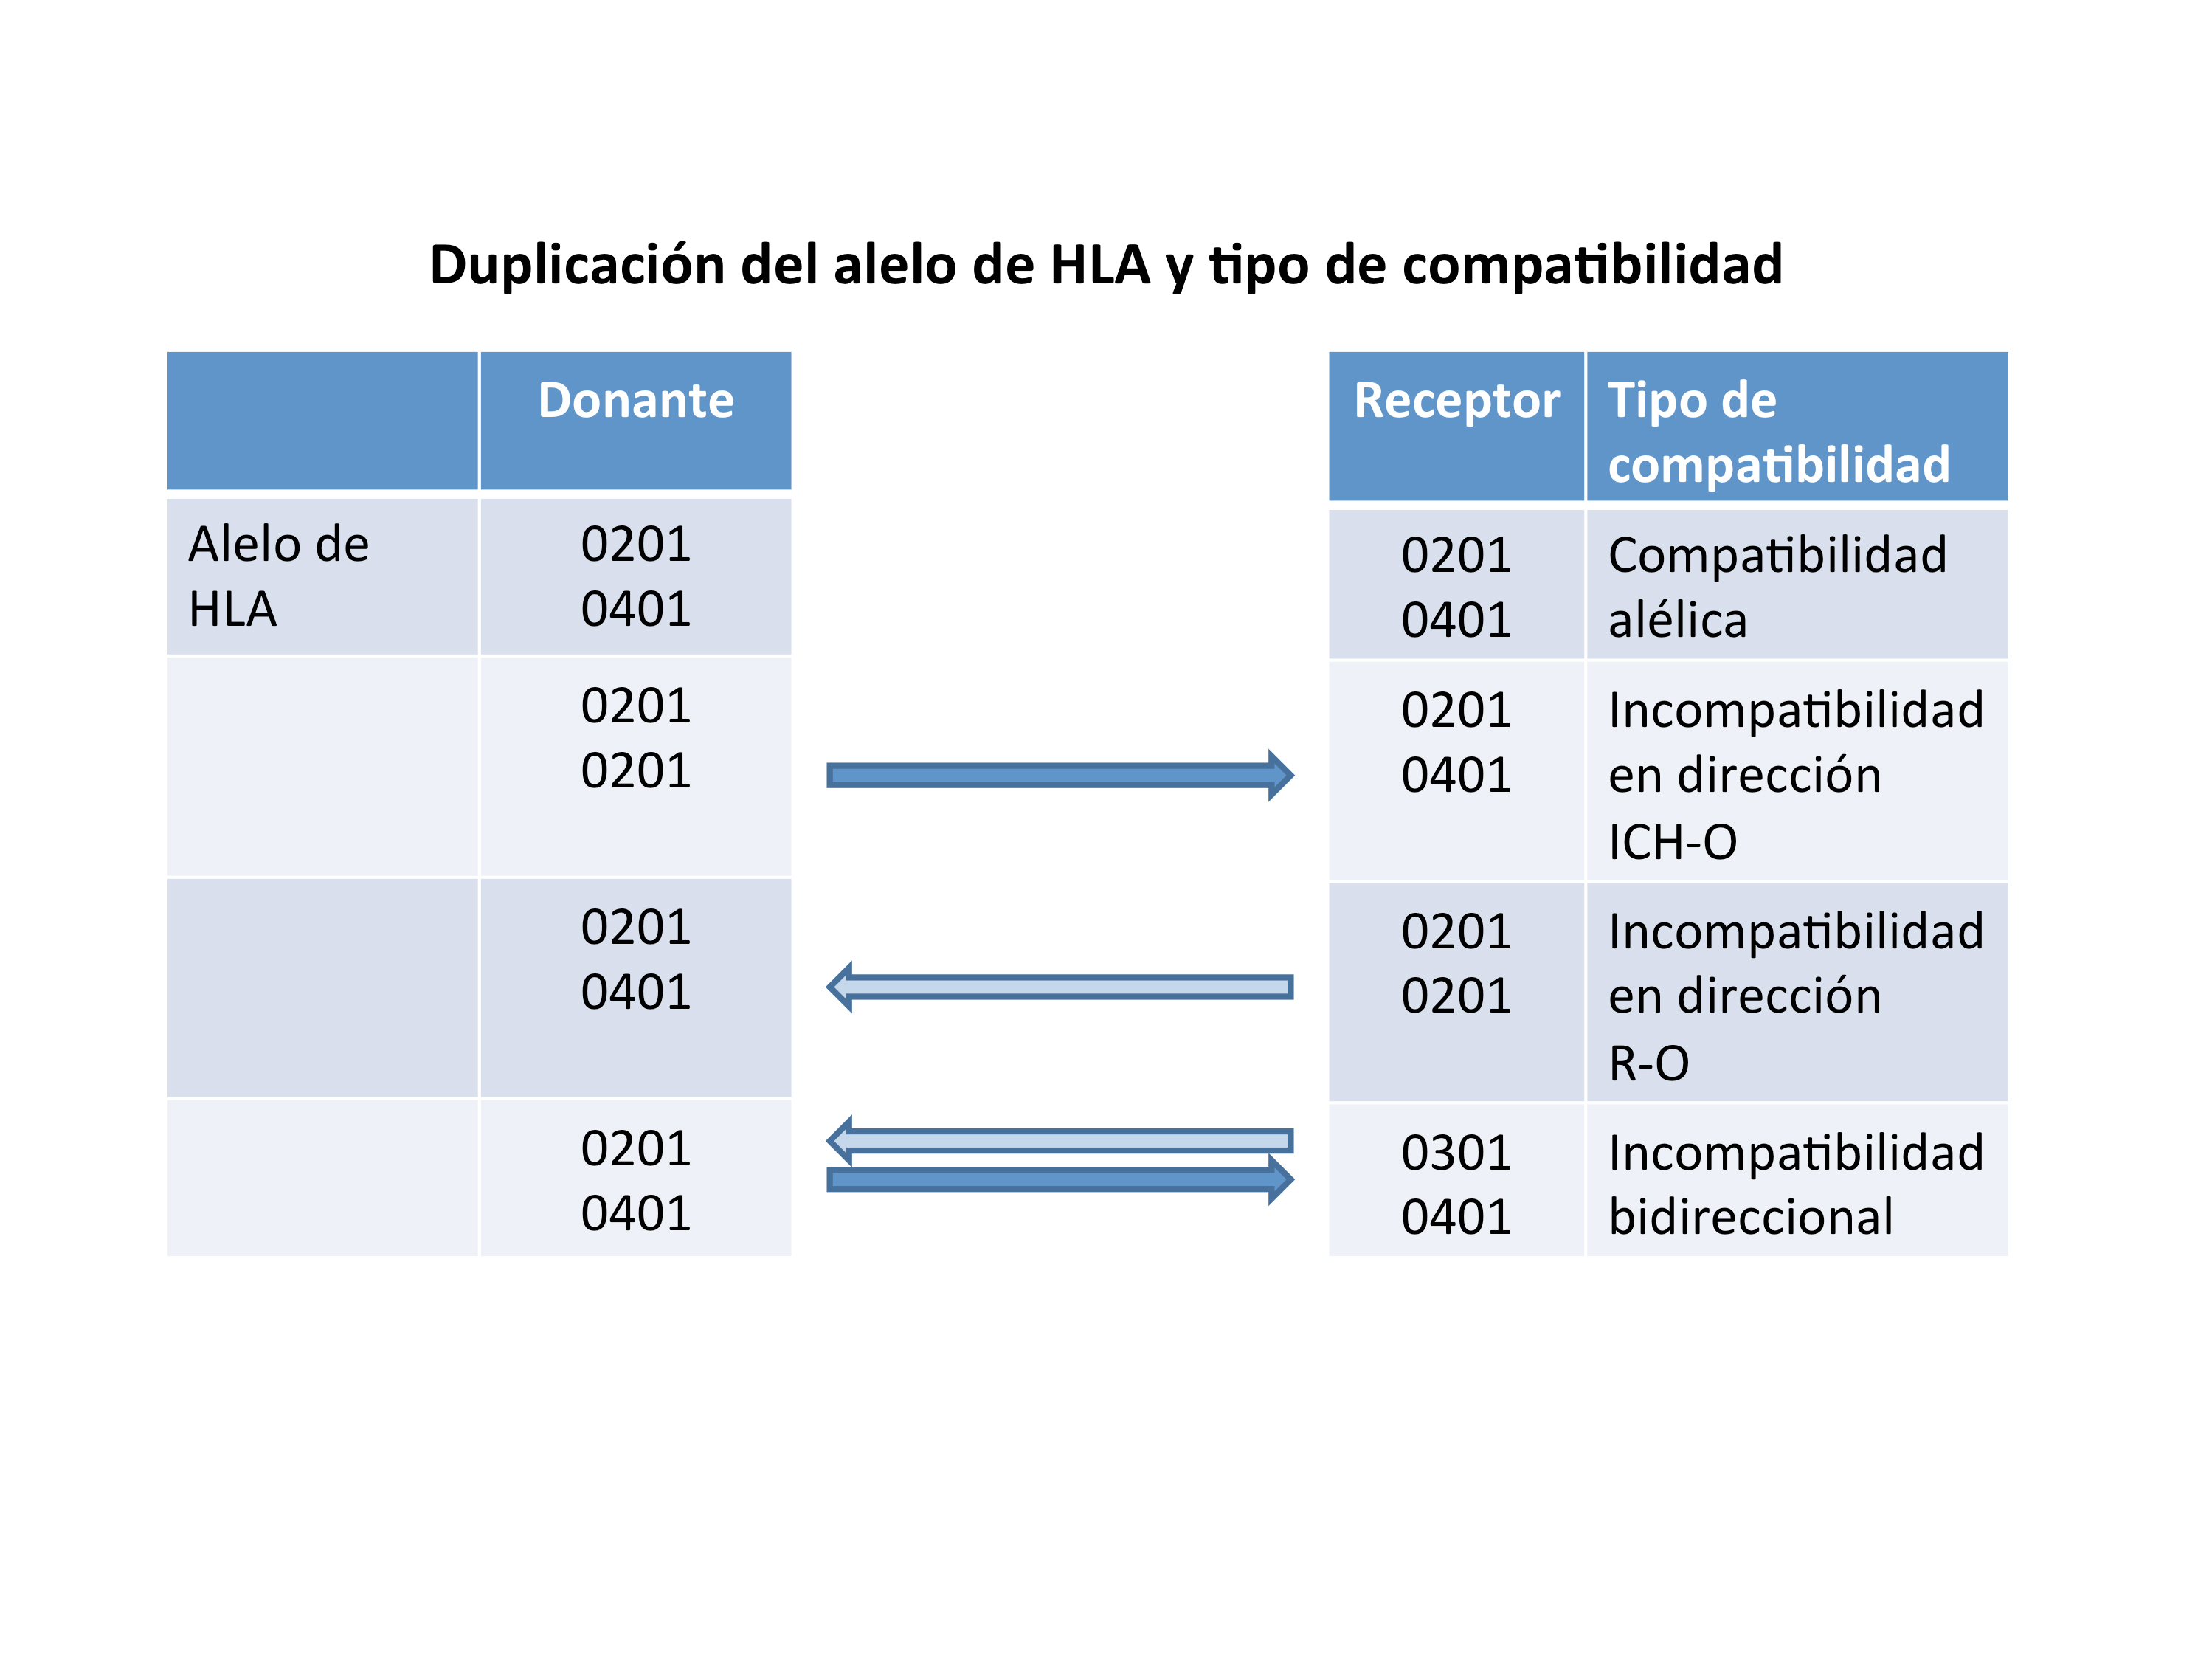 Duplicación del alelo de HLA y tipo de compatibilidad
Donante
Alelo de
HLA
0201
0401
0201
0201
0201
0401
0201
0401
Receptor
Tipo de
compatibilidad
0201
0401
Compatibilidad
alélica
0201
0401
Incompatibilidad
en dirección
ICH-O
0201
0201
Incompatibilidad
en dirección
R-O
0301
0401
Incompatibilidad
bidireccional